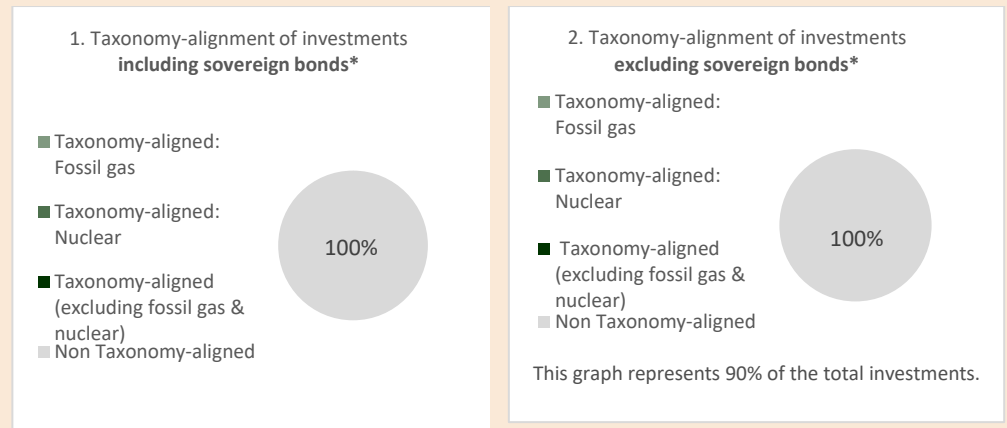 1. Taxonomy-alignment of investments
including sovereign bonds*
Taxonomy-aligned:
Fossil gas
Taxonomy-aligned:
Nuclear
Taxonomy-aligned
(excluding fossil gas &
nuclear)
Non Taxonomy-aligned
100%
2. Taxonomy-alignment of investments
excluding sovereign bonds*
Taxonomy-aligned:
Fossil gas
Taxonomy-aligned:
Nuclear
Taxonomy-aligned
(excluding fossil gas &
nuclear)
Non Taxonomy-aligned
100%
This graph represents 90% of the total investments.